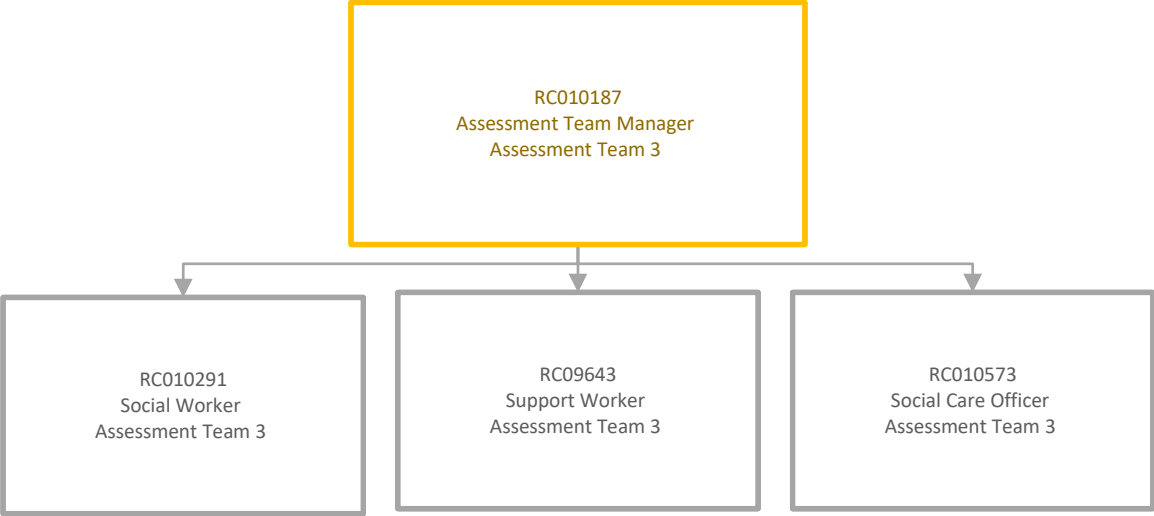 RC010187
Assessment Team Manager
Assessment Team 3
RC010291
Social Worker
Assessment Team 3
RC09643
Support Worker
Assessment Team 3
RC010573
Social Care Officer
Assessment Team 3